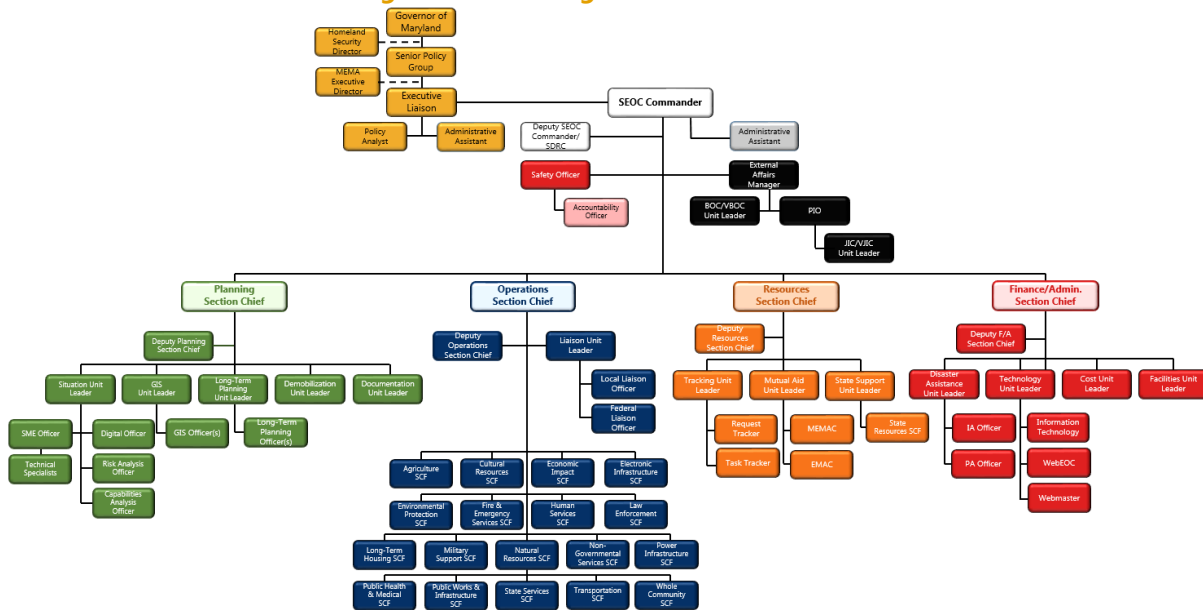 Governor of
Maryland
Homeland
Security
Director
Senior Policy
Group
MEMA
Executive
Director
Executive
Liaison
SEOC Commander
Policy
Analyst
Administrative
Assistant
Deputy SEOC
Commander/
SDRC
Administrative
Assistant
Safety Officer
External
Affairs
Manager
Accountability
Officer
BOC/VBOC
Unit Leader
PIO
JIC/VJIC
Unit Leader
Planning
Section Chief
Operations
Section Chief
Resources
Section Chief
Finance/Admin.
Section Chief
Deputy Planning
Section Chief
Deputy
Operations
Section Chief
Liaison Unit
Leader
Deputy
Resources
Section Chief
Deputy F/A
Section Chief
Situation Unit
Leader
GIS
Unit Leader
Long-Term
Planning
Unit Leader
Demobilization
Unit Leader
Documentation
Unit Leader
Local Liaison
Officer
Federal
Liaison
Officer
Tracking Unit
Leader
Mutual Aid Unit
Leader
State Support
Unit Leader
Disaster
Assistance Unit
Leader
Technology Unit
Leader
Cost Unit
Leader
Facilities Unit
Leader
SME Officer
Digital Officer
GIS Officer(s)
Long-Term
Planning
Officer(s)
Technical
Specialists
Risk Analysis
Officer
Capabilities
Analysis
Officer
Request
Tracker
Task Tracker
MEMAC
EMAC
State
Resources SCF
IA Officer
PA Officer
Information
Technology
WebEOC
Webmaster
Agriculture
SCF
Cultural
Resources SCF
Economic
Impact SCF
Electronic
Infrastructure
SCF
Environmental
Protection SCF
Fire &
Emergency
Services SCF
Human
Services
SCF
Law
Enforcement
SCF
Long-Term
Housing SCF
Military
Support SCF
Natural
Resources SCF
Non-
Governmental
Services SCF
Power
Infrastructure
SCF
Public Health
& Medical
SCF
Public Works &
Infrastructure
SCF
State Services
SCF
Transportation
SCF
Whole
Community
SCF